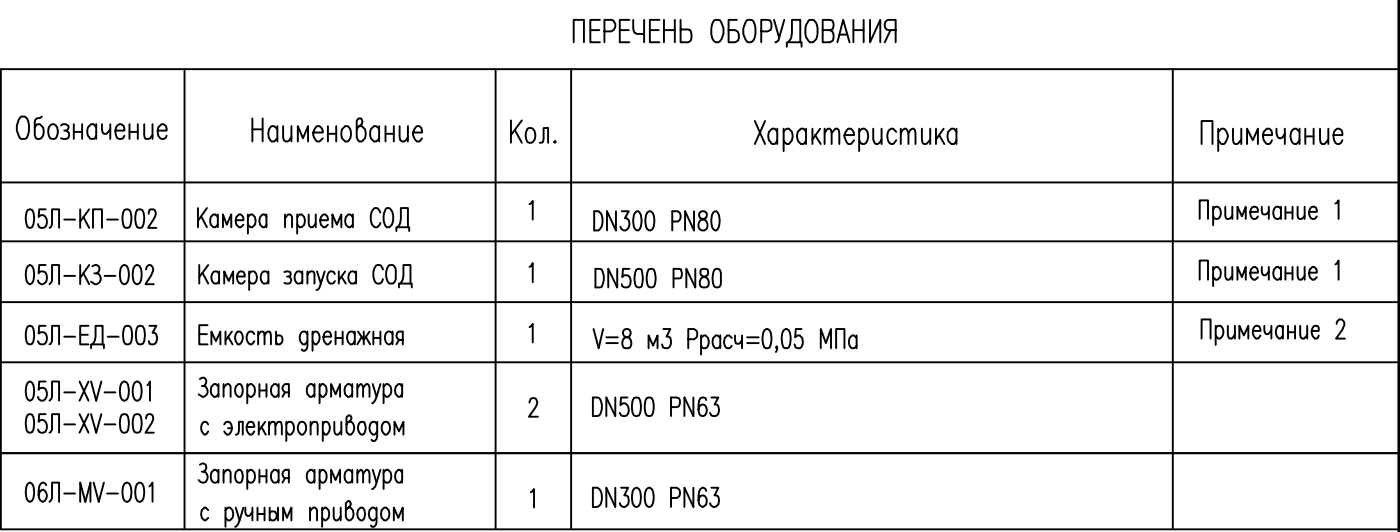 ПЕРЕЧЕНЬ ОБОРУДОВАНИЯ
Обозначение Наименование Кол. Характеристика Примечание
05Л-КП-002 Камера приема СОД 1 DN300 PN80 Примечание 1
05Л-КЗ-002 Камера запуска СОД 1 DN500 PN80 Примечание 1
05Л-ЕД-003 Емкость дренажная 1 V=8 м3 Pрасч=0,05 МПа Примечание 2
05Л-XV-001 Запорная арматура
05Л-XV-002 с электроприводом 2 DN500 PN63
06Л-MV-001 Запорная арматура
с ручным приводом 1 DN300 PN63